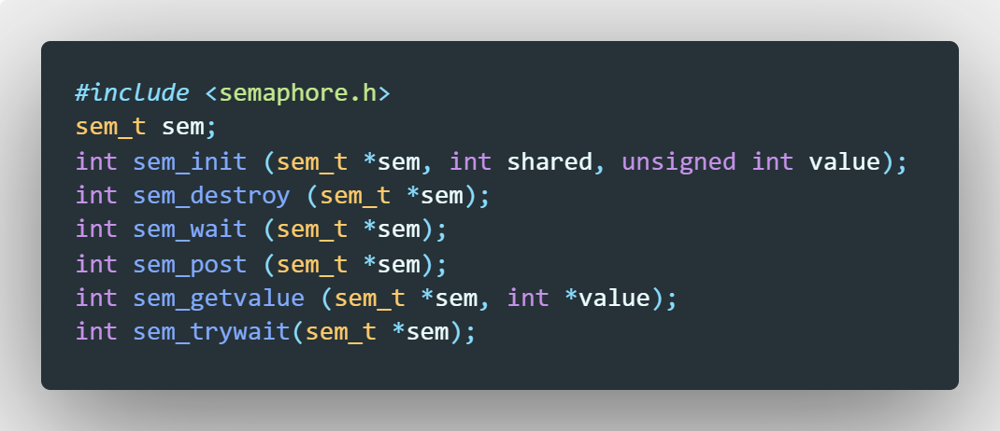 #include <semaphore.h>
sem_t sem;
int sem_init (sem_t *sem, int shared, unsigned int value);
int sem_destroy (sem_t *sem);
int sem_wait (sem_t *sem);
int sem_post (sem_t *sem);
int sem_getvalue (sem_t *sem, int *value);
int sem_trywait(sem_t *sem);